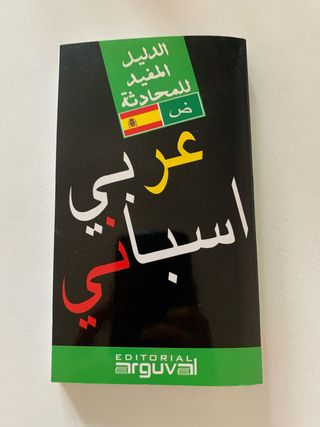 الدليل
المفيد
للمحادثة
ض
عربي
اسباني
EDITORIAL
arguval